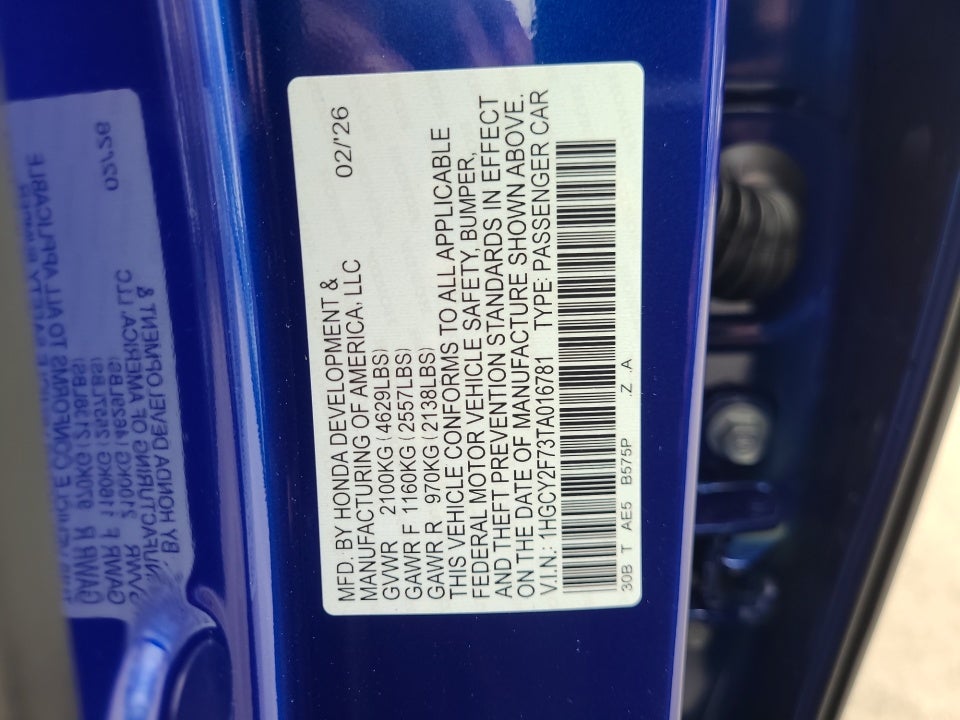 MFD. BY HONDA DEVELOPMENT &
MANUFACTURING OF AMERICA, LLC 02/'26
GVWR 2100KG (4629LBS)
GAWR F 1160KG (2557LBS)
GAWR R 970KG (2138LBS)
THIS VEHICLE CONFORMS TO ALL APPLICABLE
FEDERAL MOTOR VEHICLE SAFETY, BUMPER,
AND THEFT PREVENTION STANDARDS IN EFFECT
ON THE DATE OF MANUFACTURE SHOWN ABOVE.
V.I.N.: 1HGCY2F73TA016781 TYPE: PASSENGER CAR
30B T AE5 B575P .Z .A